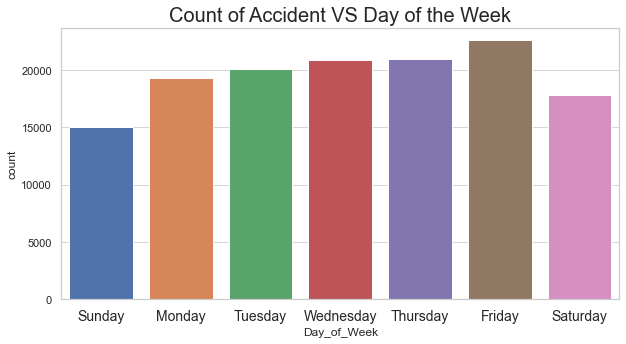 Count of Accident VS Day of the Week
count
20000
15000
10000
5000
0
Sunday Monday Tuesday Wednesday Thursday Friday Saturday
Day_of_Week